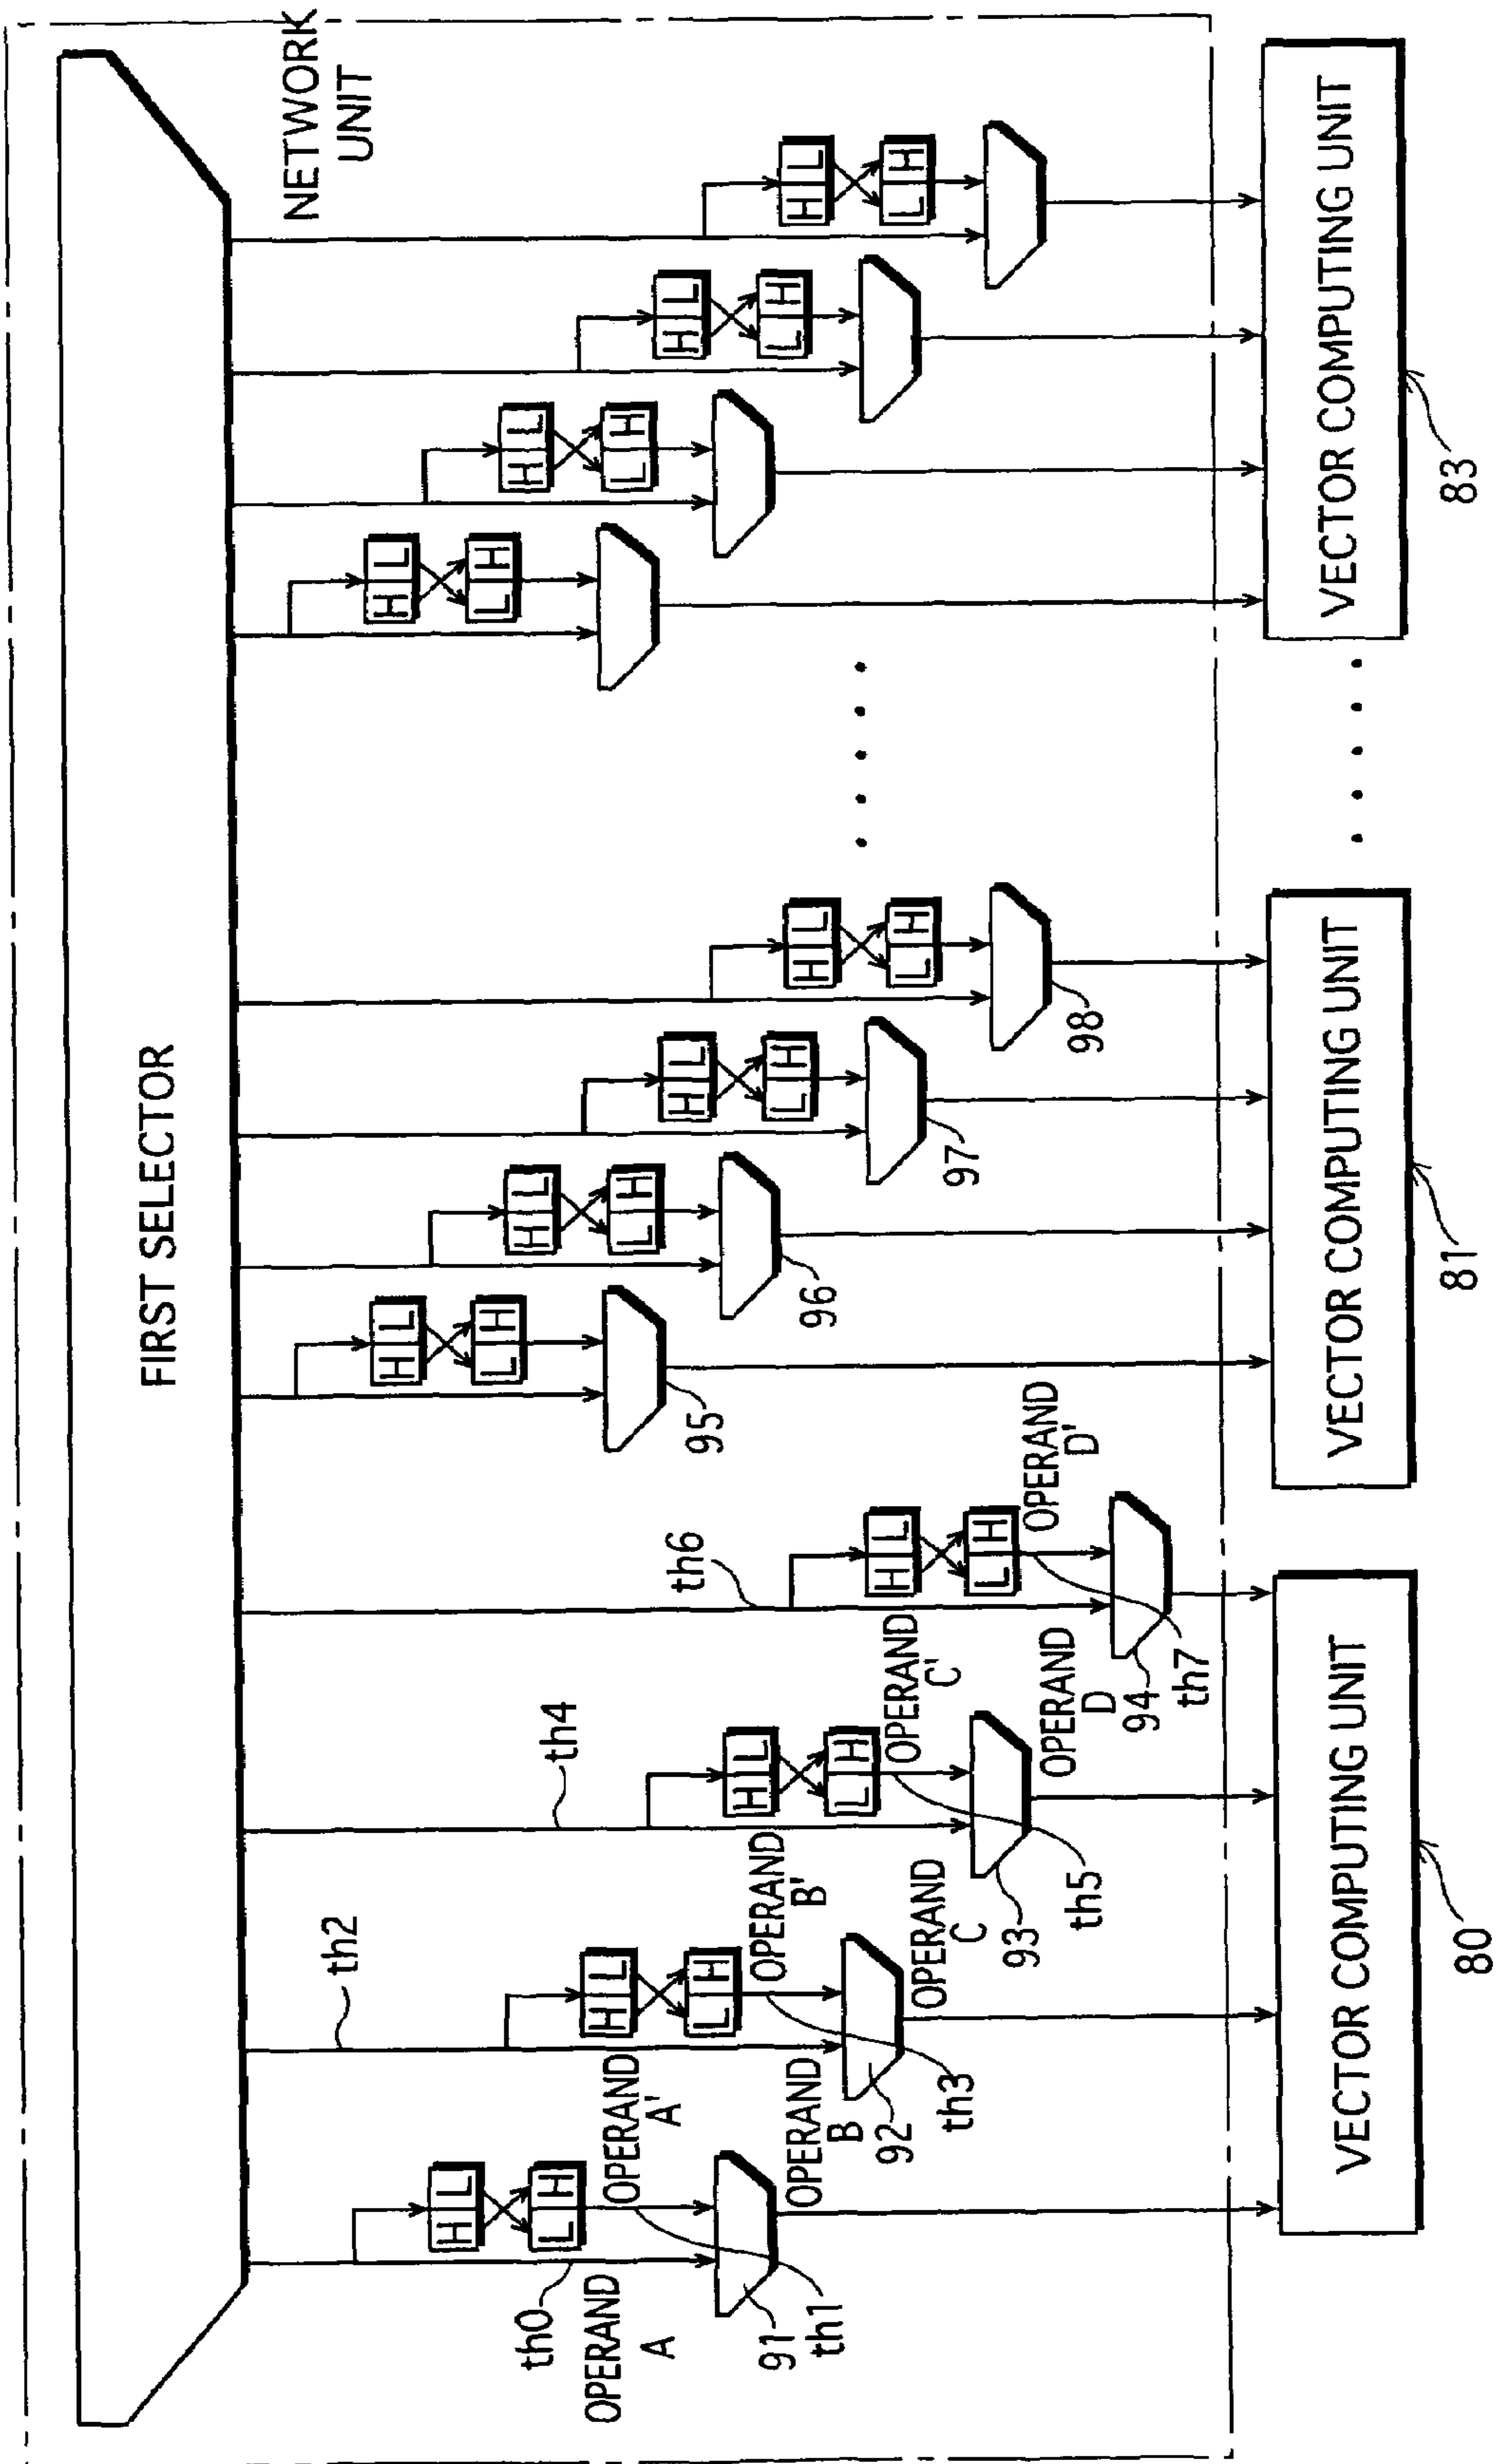 FIRST SELECTOR
NETWORK
UNIT
th0
OPERAND
A
H L
L H
OPERAND
A'
91
th1
th2
H L
L H
OPERAND
B'
OPERAND
B
92
th3
th4
H L
L H
OPERAND
C'
OPERAND
C
93
th5
th6
H L
L H
OPERAND
D'
OPERAND
D
94
th7
H L
L H
95
H L
L H
96
H L
L H
97
H L
L H
98
H L
L H
H L
L H
H L
L H
H L
L H
VECTOR COMPUTING UNIT
80
VECTOR COMPUTING UNIT
81
VECTOR COMPUTING UNIT
83